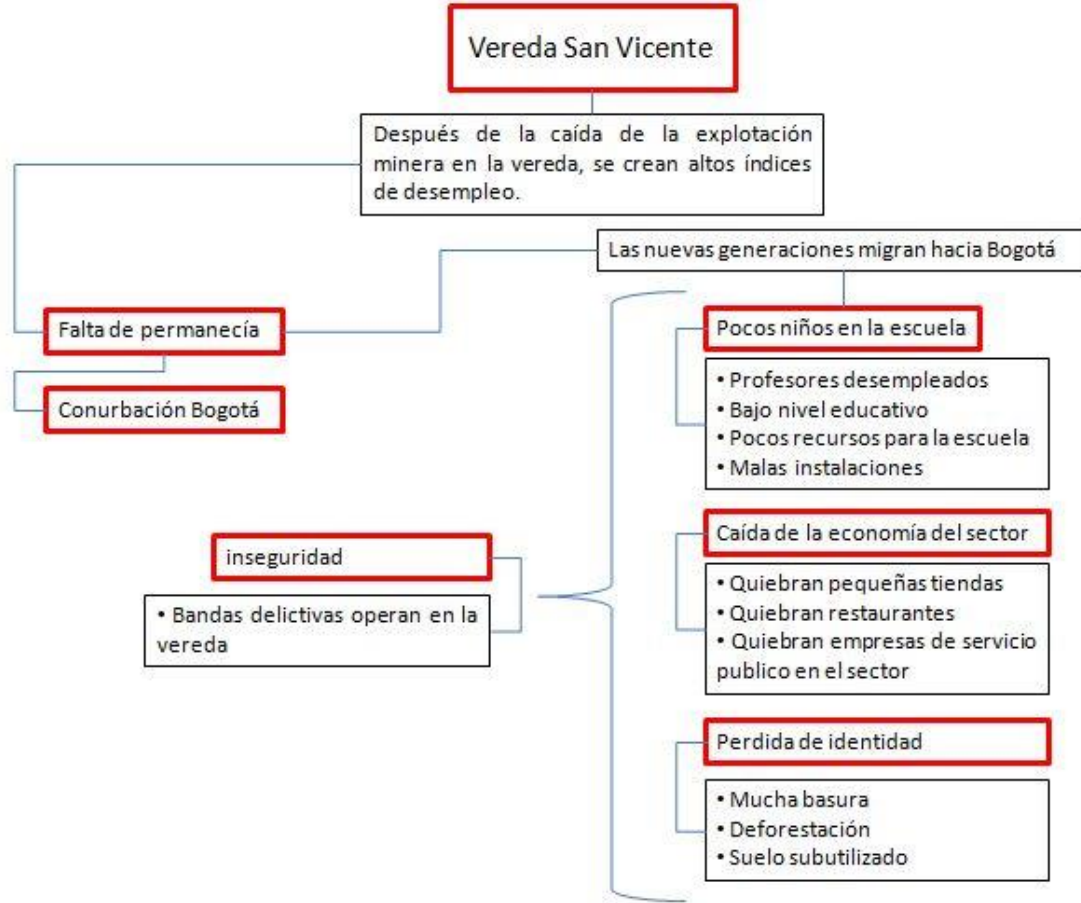 Vereda San Vicente
Después de la caída de la explotación
minera en la vereda, se crean altos índices
de desempleo.
Las nuevas generaciones migran hacia Bogotá
Falta de permanecía
Conurbación Bogotá
Pocos niños en la escuela
• Profesores desempleados
• Bajo nivel educativo
• Pocos recursos para la escuela
• Malas instalaciones
inseguridad
• Bandas delictivas operan en la
vereda
Caída de la economía del sector
• Quiebran pequeñas tiendas
• Quiebran restaurantes
• Quiebran empresas de servicio
publico en el sector
Perdida de identidad
• Mucha basura
• Deforestación
• Suelo subutilizado